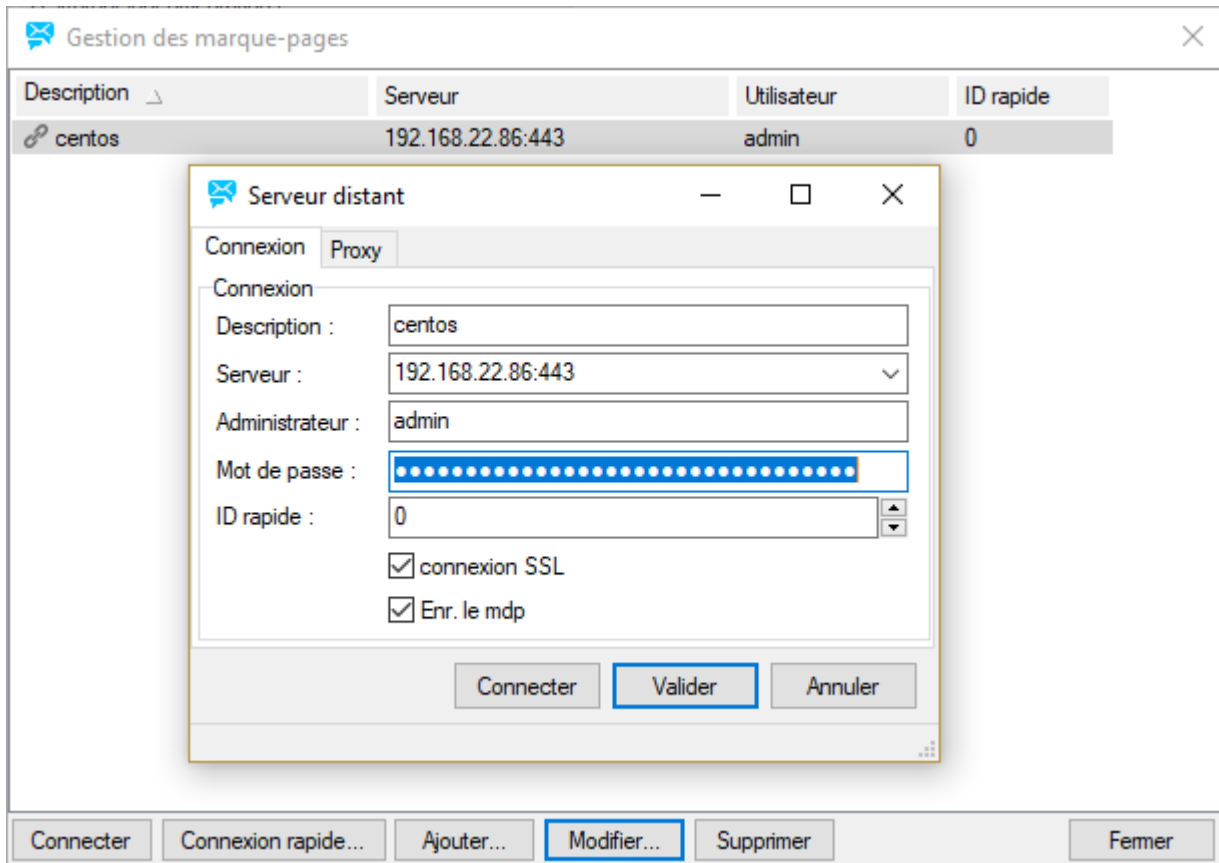 Gestion des marque-pages
Description Serveur Utilisateur ID rapide
centos 192.168.22.86:443 admin 0
Serveur distant
Connexion Proxy
Connexion
Description : centos
Serveur : 192.168.22.86:443
Administrateur : admin
Mot de passe : ●●●●●●●●●●●●●●●●●●●●●●●●●●●●●●●●●
ID rapide : 0
connexion SSL
Enr. le mdp
Connecter Valider Annuler
Connecter Connexion rapide... Ajouter... Modifier... Supprimer Fermer